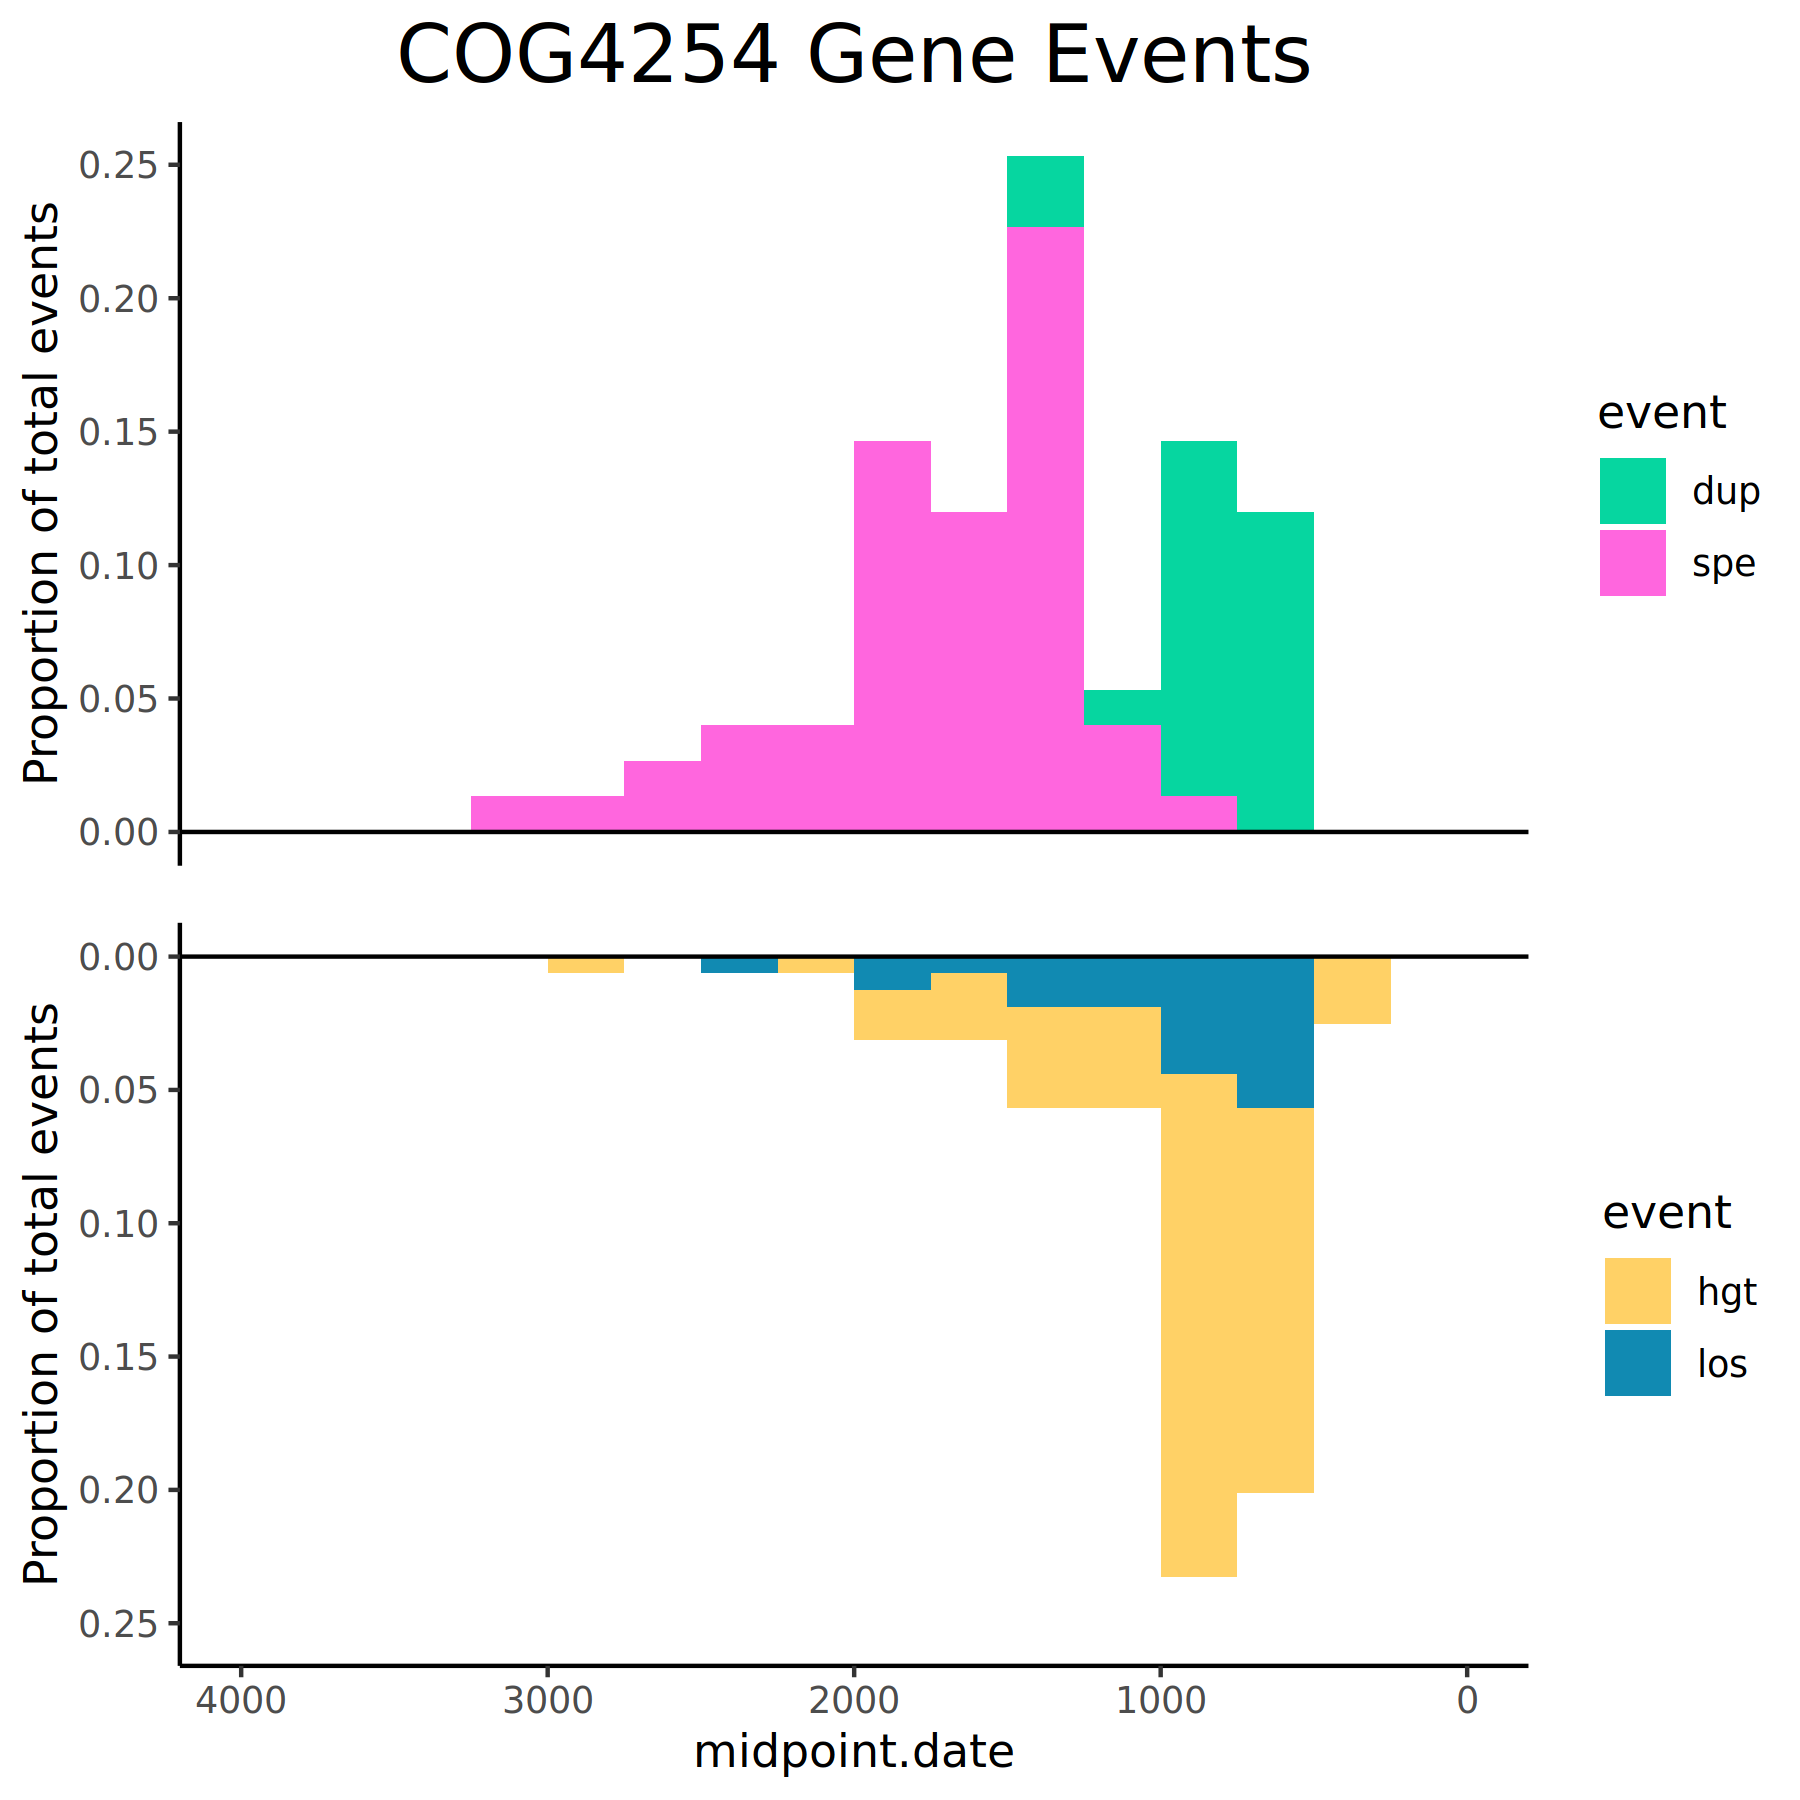 COG4254 Gene Events
Proportion of total events
0.25
0.20
0.15
0.10
0.05
0.00
event
dup
spe
Proportion of total events
0.00
0.05
0.10
0.15
0.20
0.25
event
hgt
los
4000 3000 2000 1000 0
midpoint.date